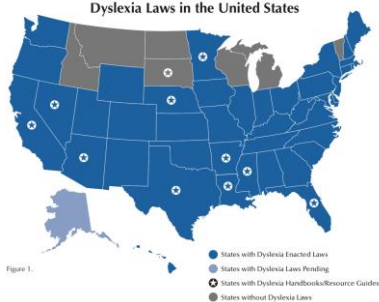 Dyslexia Laws in the United States
States with Dyslexia Enacted Laws
States with Dyslexia Laws Pending
Figure 1.
States with Dyslexia Handbooks/Resource Guides
States without Dyslexia Laws